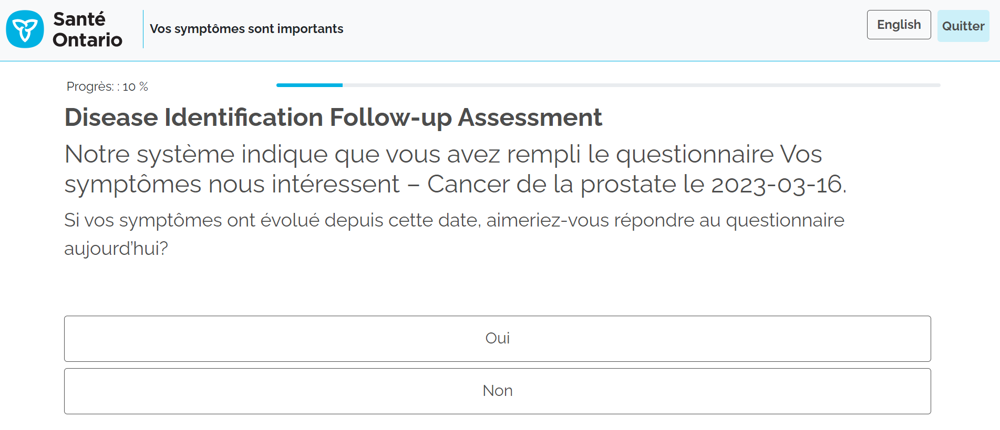 Santé
Ontario
Vos symptômes sont importants
English
Quitter
Progrès: : 10 %
Disease Identification Follow-up Assessment
Notre système indique que vous avez rempli le questionnaire Vos
symptômes nous intéressent – Cancer de la prostate le 2023-03-16.
Si vos symptômes ont évolué depuis cette date, aimeriez-vous répondre au questionnaire
aujourd’hui?
Oui
Non